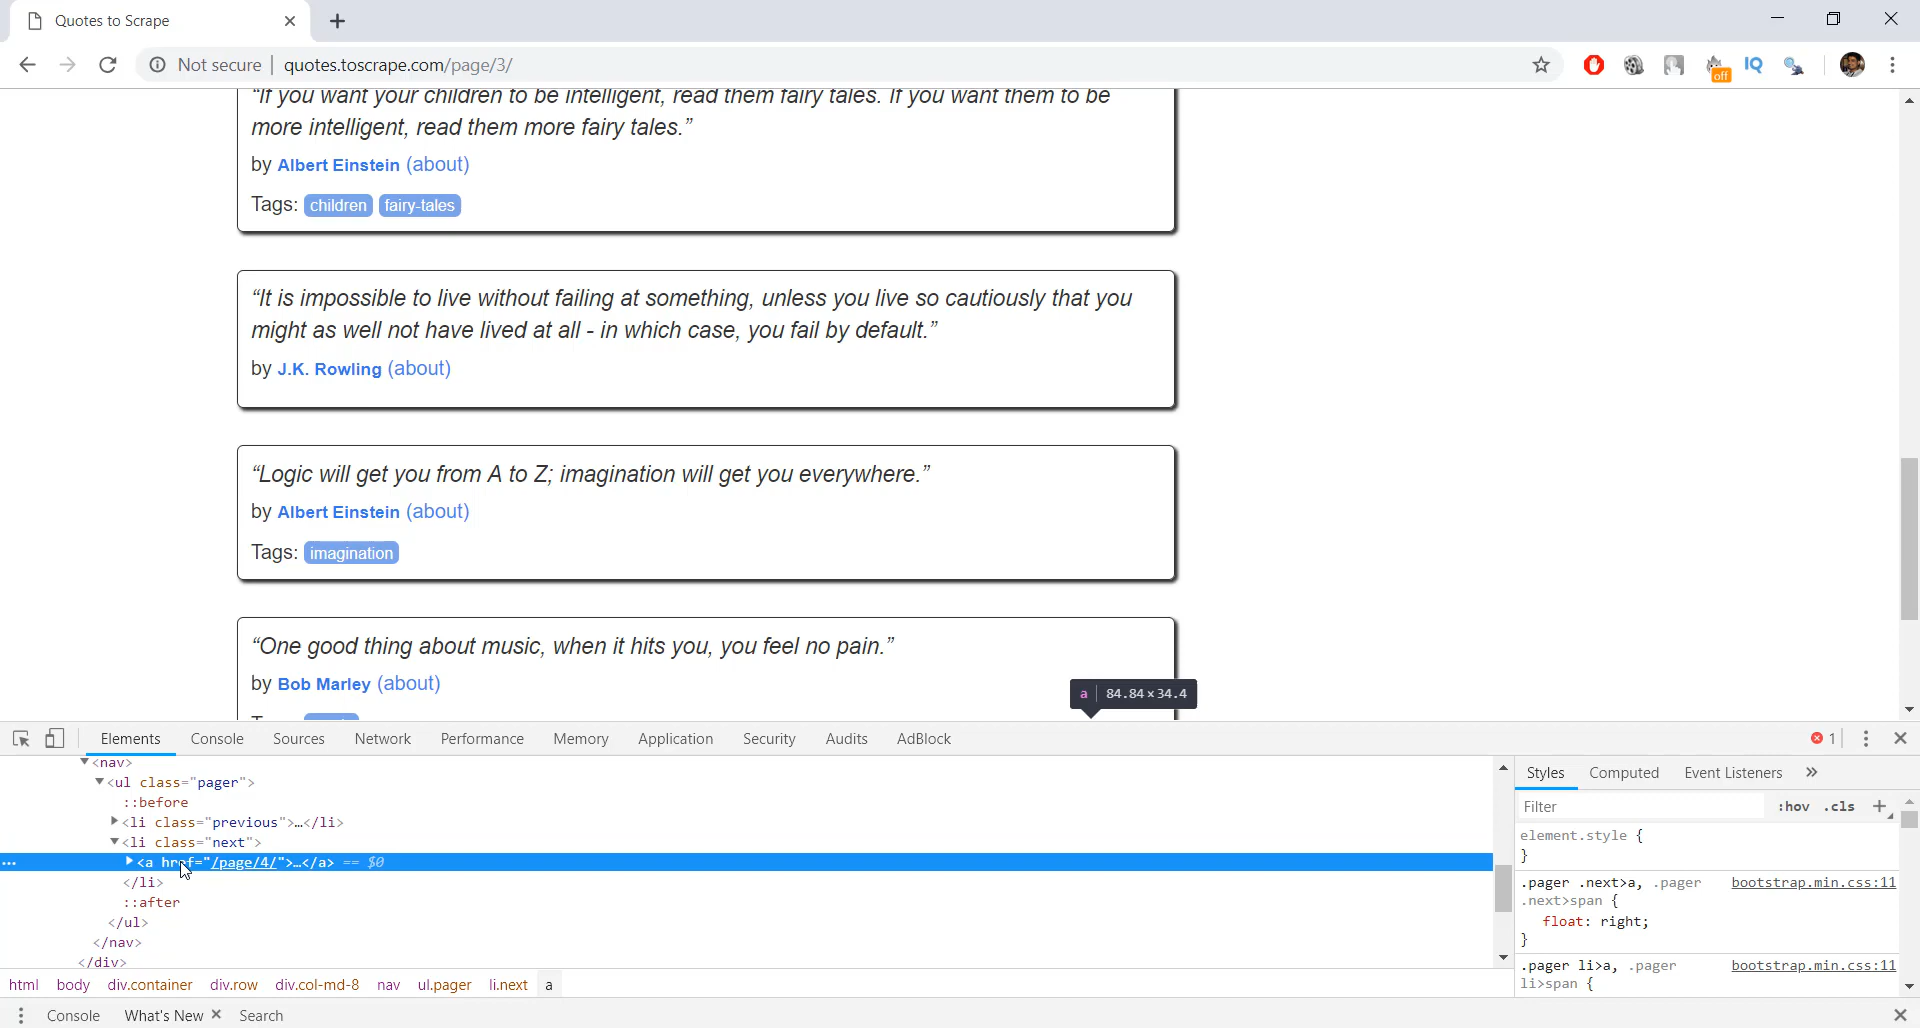 Quotes to Scrape
Not secure | quotes.toscrape.com/page/3/
off
IQ
“If you want your children to be intelligent, read them fairy tales. If you want them to be
more intelligent, read them more fairy tales.”
by Albert Einstein (about)
Tags: children fairy-tales
“It is impossible to live without failing at something, unless you live so cautiously that you
might as well not have lived at all - in which case, you fail by default.”
by J.K. Rowling (about)
“Logic will get you from A to Z; imagination will get you everywhere.”
by Albert Einstein (about)
Tags: imagination
“One good thing about music, when it hits you, you feel no pain.”
by Bob Marley (about)
a | 84.84 × 34.4
Elements Console Sources Network Performance Memory Application Security Audits AdBlock 1
▼<nav>
▼<ul class="pager">
::before
▶<li class="previous">…</li>
▼<li class="next">
▶<a href="/page/4/">…</a> == $0
</li>
::after
</ul>
</nav>
</div>
html body div.container div.row div.col-md-8 nav ul.pager li.next a
Styles Computed Event Listeners »
Filter :hov .cls +
element.style {
}
.pager .next>a, .pager bootstrap.min.css:11
.next>span {
float: right;
}
.pager li>a, .pager bootstrap.min.css:11
li>span {
Console What's New × Search